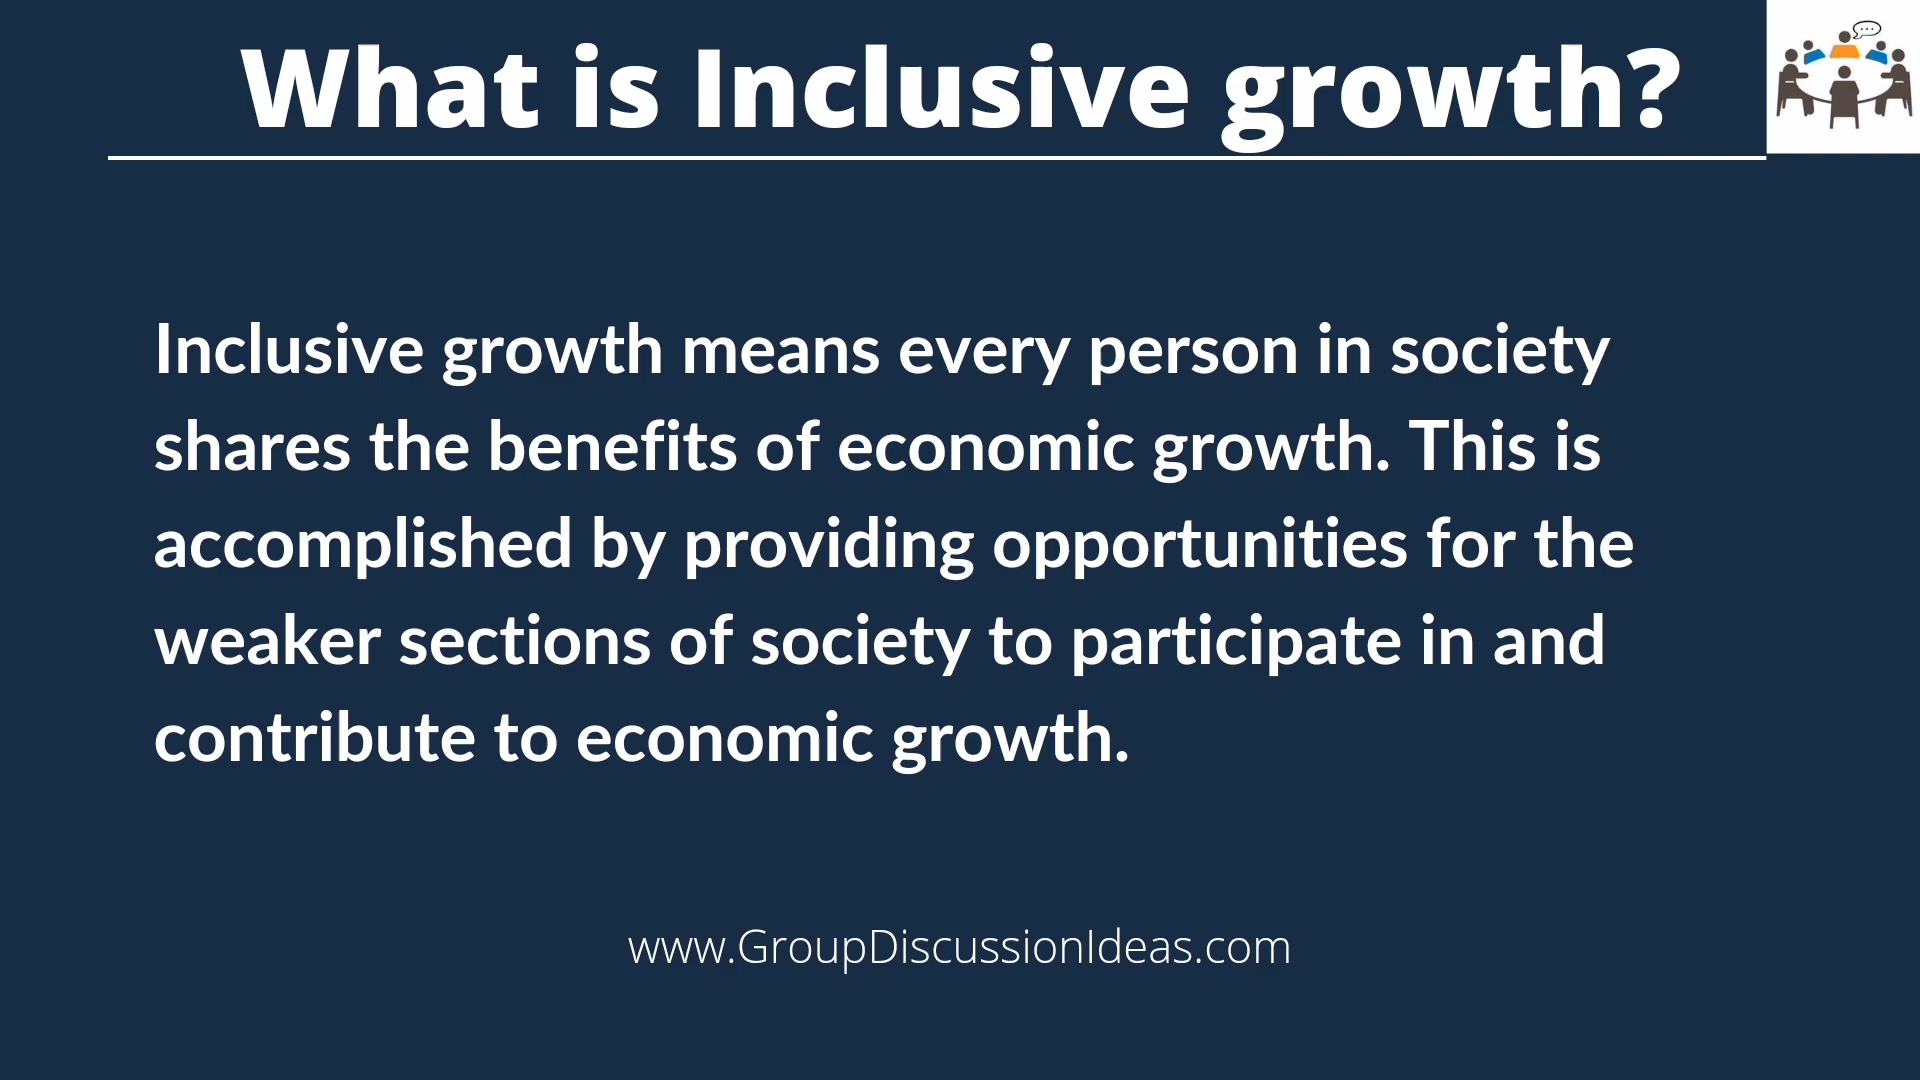 What is Inclusive growth?
Inclusive growth means every person in society
shares the benefits of economic growth. This is
accomplished by providing opportunities for the
weaker sections of society to participate in and
contribute to economic growth.
www.GroupDiscussionIdeas.com